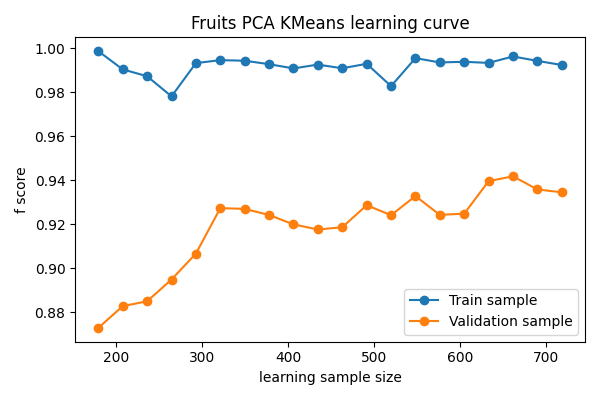 Fruits PCA KMeans learning curve
1.00
0.98
0.96
0.94
0.92
0.90
0.88
f score
200 300 400 500 600 700
learning sample size
Train sample
Validation sample